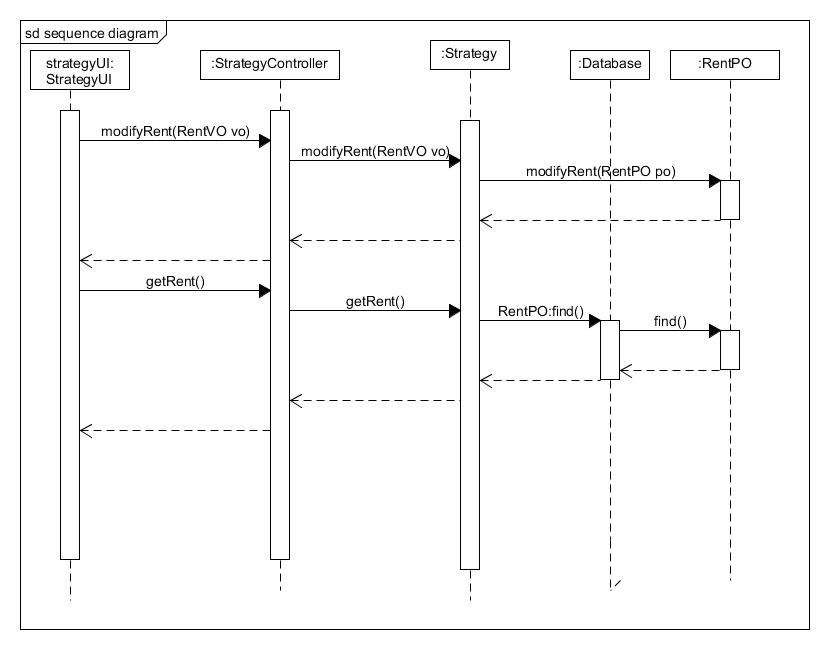 sd sequence diagram
strategyUI:
StrategyUI
:StrategyController
:Strategy
:Database
:RentPO
modifyRent(RentVO vo)
modifyRent(RentVO vo)
modifyRent(RentPO po)
getRent()
getRent()
RentPO:find()
find()